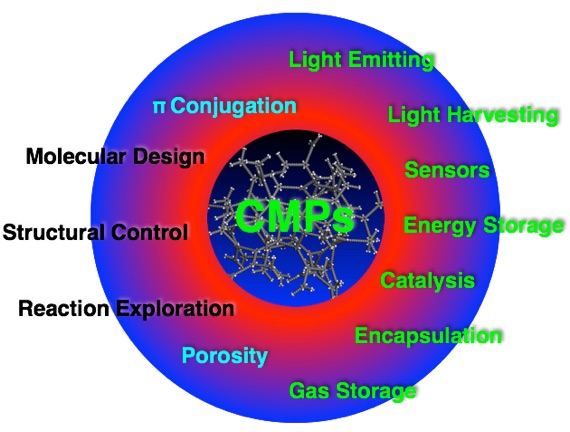 Light Emitting
π Conjugation
Light Harvesting
Molecular Design
Sensors
CMPs
Structural Control
Energy Storage
Catalysis
Reaction Exploration
Encapsulation
Porosity
Gas Storage